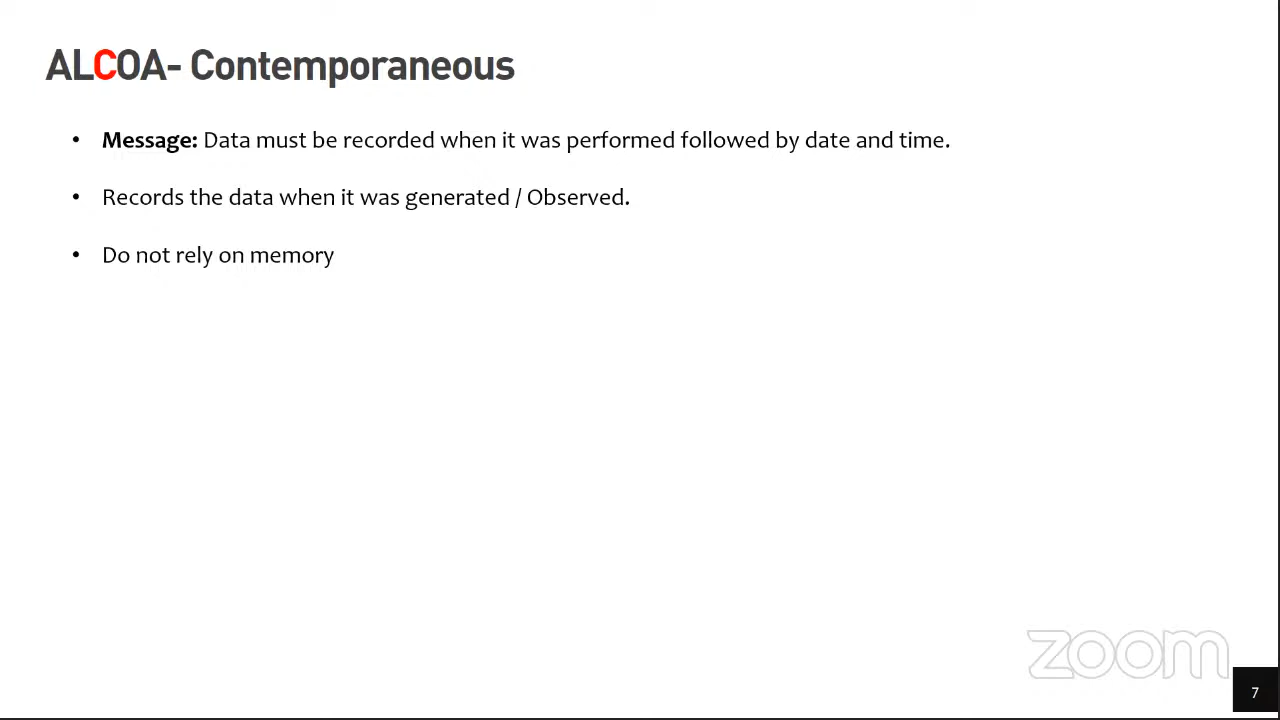 ALCOA- Contemporaneous
• Message: Data must be recorded when it was performed followed by date and time.
• Records the data when it was generated / Observed.
• Do not rely on memory
zoom
7